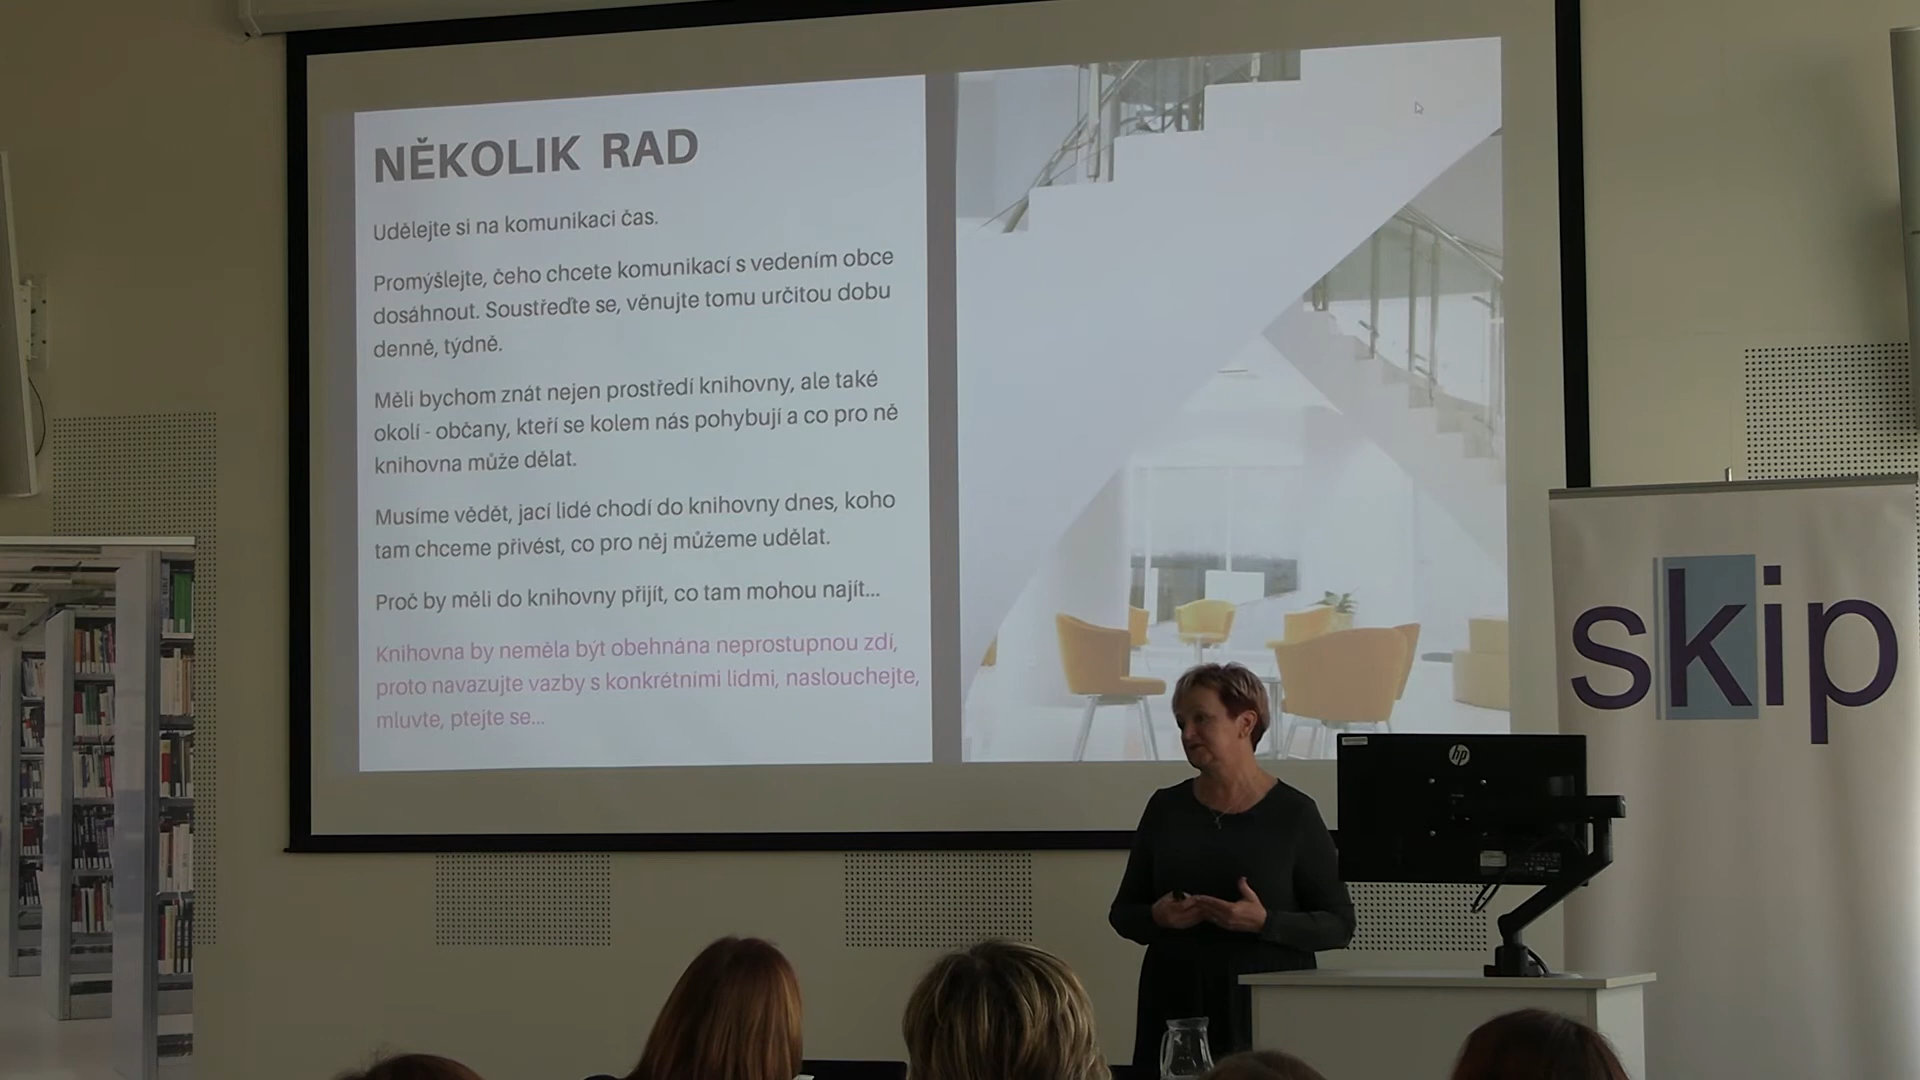 NĚKOLIK RAD
Udělejte si na komunikaci čas.
Promýšlejte, čeho chcete komunikací s vedením obce
dosáhnout. Soustřeďte se, věnujte tomu určitou dobu
denně, týdně.
Měli bychom znát nejen prostředí knihovny, ale také
okolí - občany, kteří se kolem nás pohybují a co pro ně
knihovna může dělat.
Musíme vědět, jací lidé chodí do knihovny dnes, koho
tam chceme přivést, co pro něj můžeme udělat.
Proč by měli do knihovny přijít, co tam mohou najít...
Knihovna by neměla být obehnána neprostupnou zdí,
proto navazujte vazby s konkrétními lidmi, naslouchejte,
mluvte, ptejte se...
skip
hp